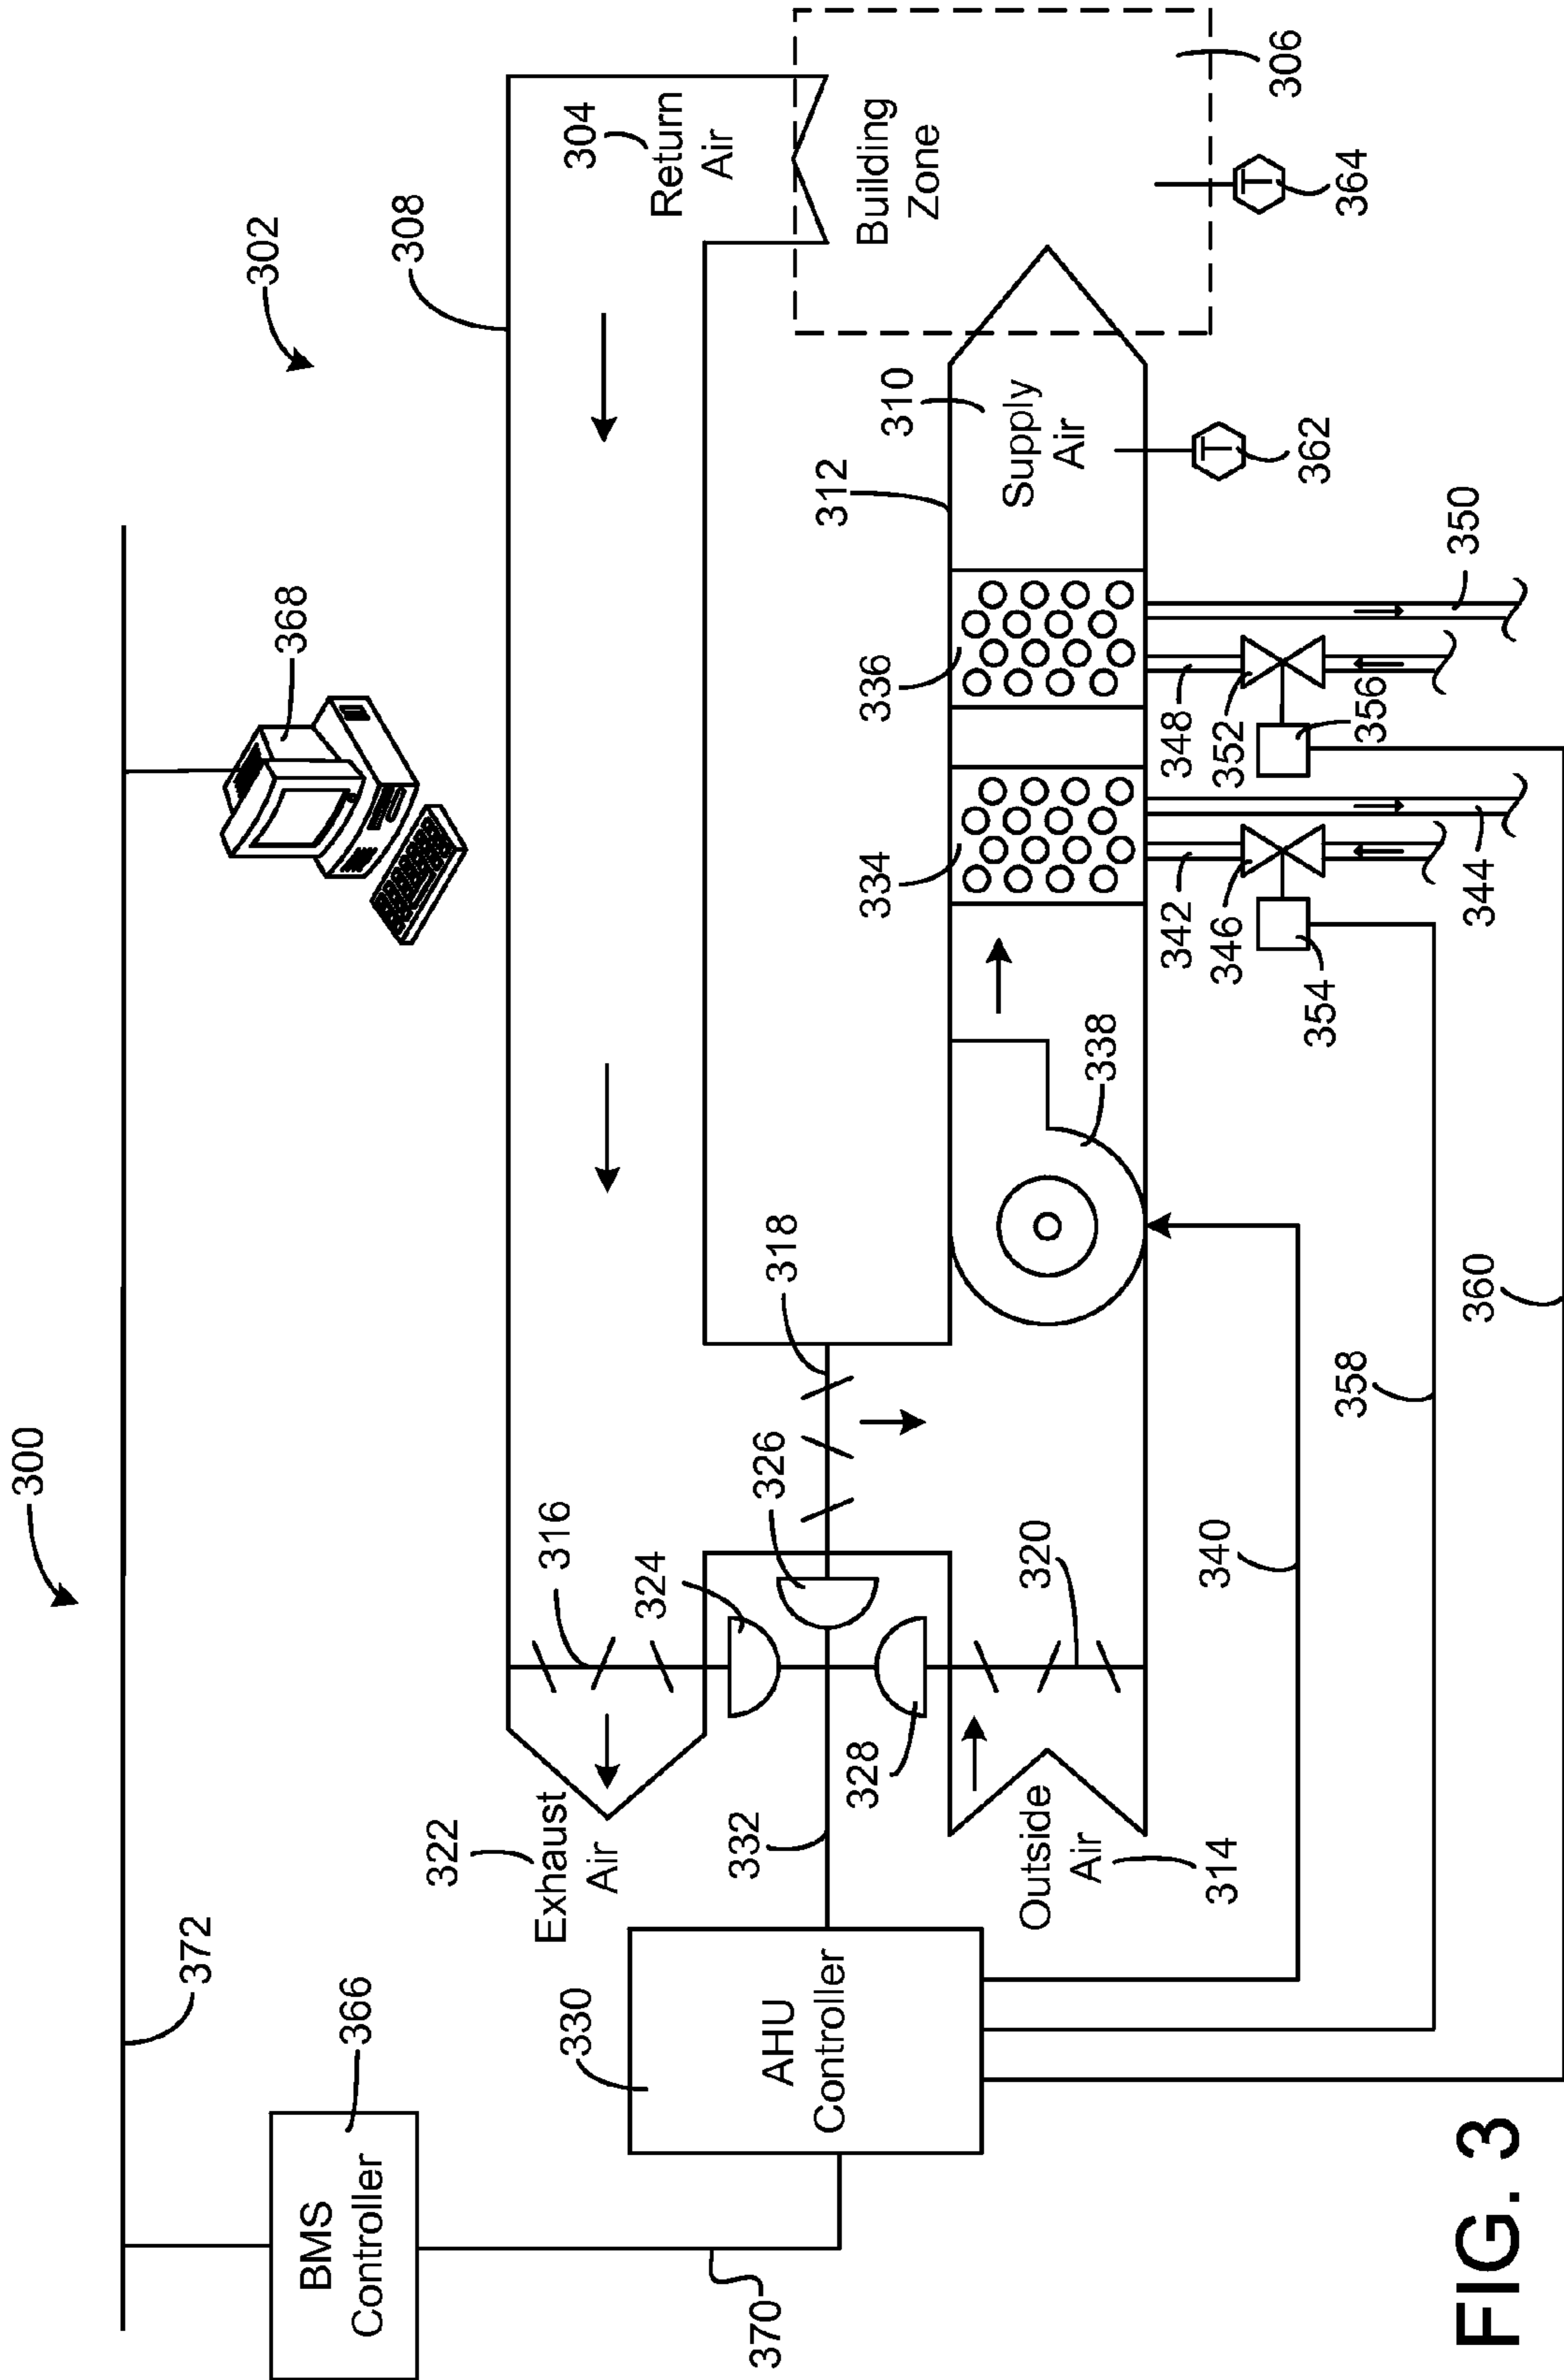 300
372
366
BMS
Controller
370
368
302
308
304
Return
Air
322
Exhaust
Air
316
324
326
318
330
AHU
Controller
332
328
Outside
Air
314
320
338
334
336
312
310
Supply
Air
Building
Zone
306
364
T
362
T
342
346
354
344
348
352
356
350
340
358
360
FIG. 3